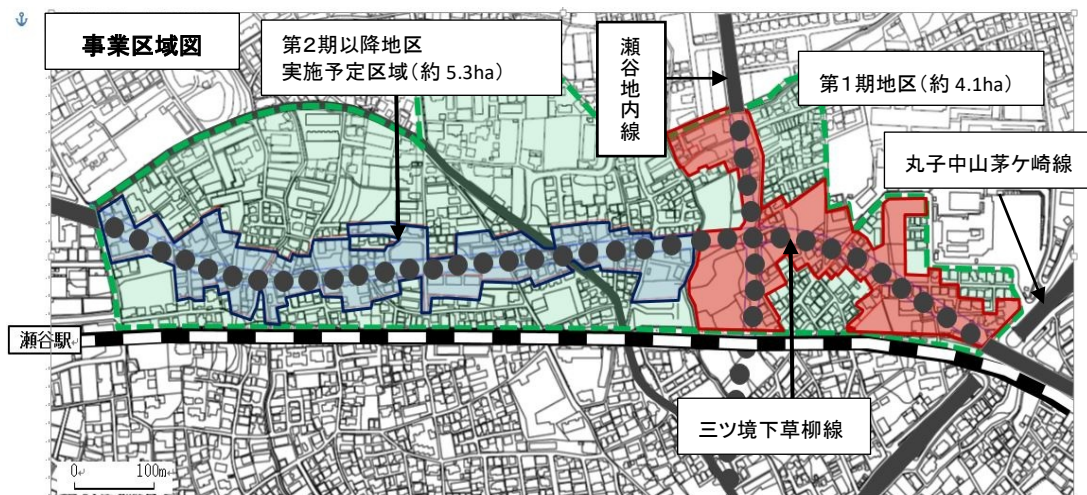 事業区域図
第２期以降地区
実施予定区域（約 5.3ha）
瀬谷地内線
第１期地区（約 4.1ha）
丸子中山茅ケ崎線
瀬谷駅
三ツ境下草柳線
0 100m